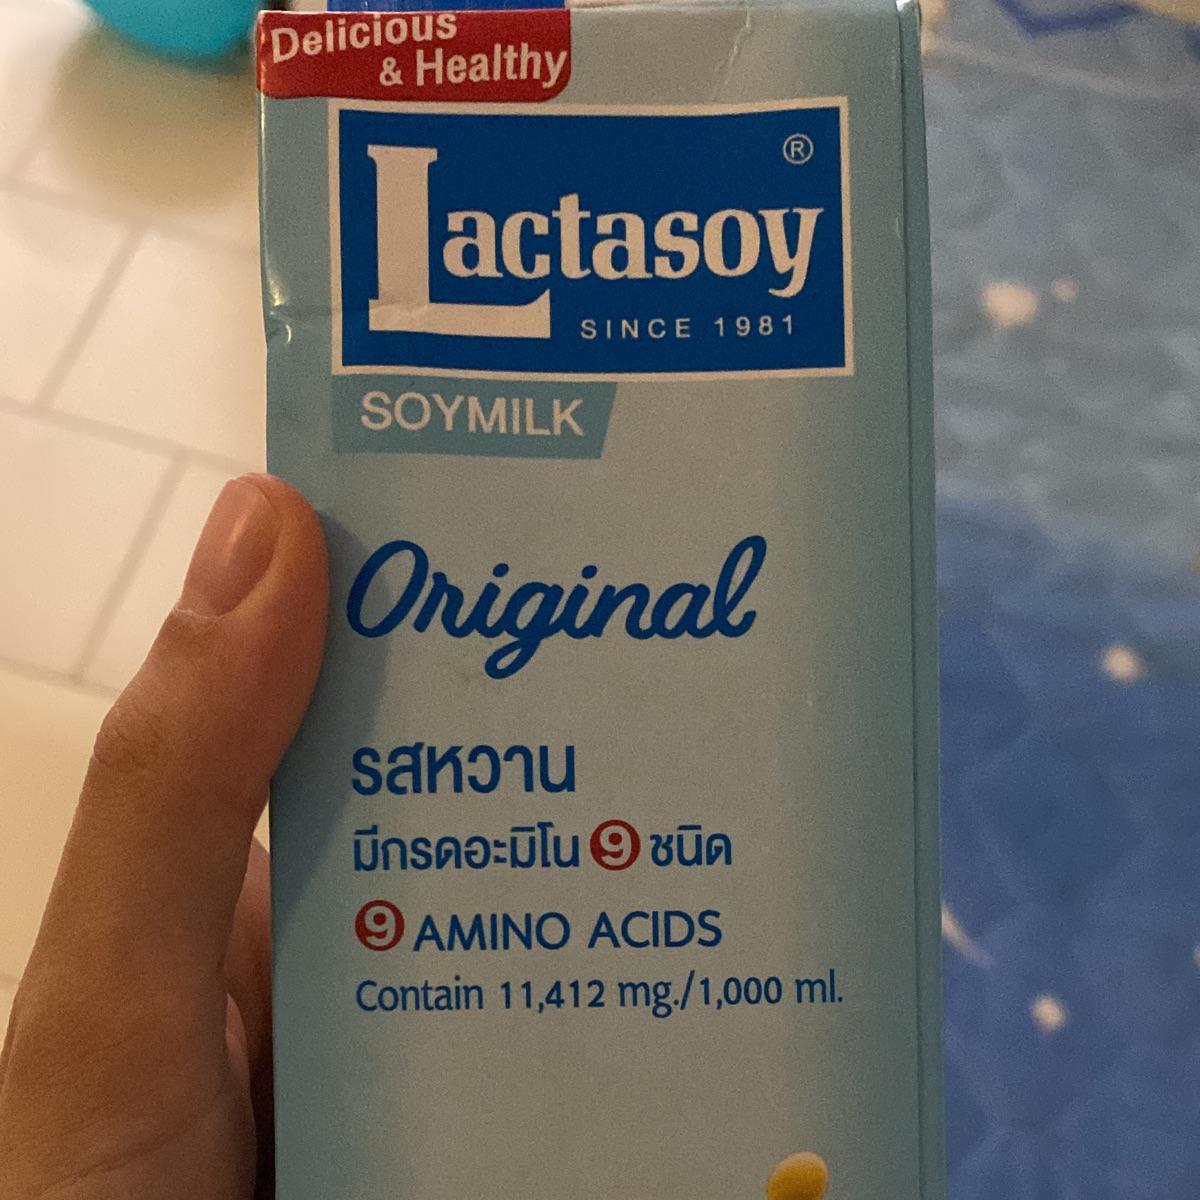 Delicious
& Healthy
Lactasoy ®
SINCE 1981
SOYMILK
Original
รสหวาน
มีกรดอะมิโน 9 ชนิด
9 AMINO ACIDS
Contain 11,412 mg./1,000 ml.